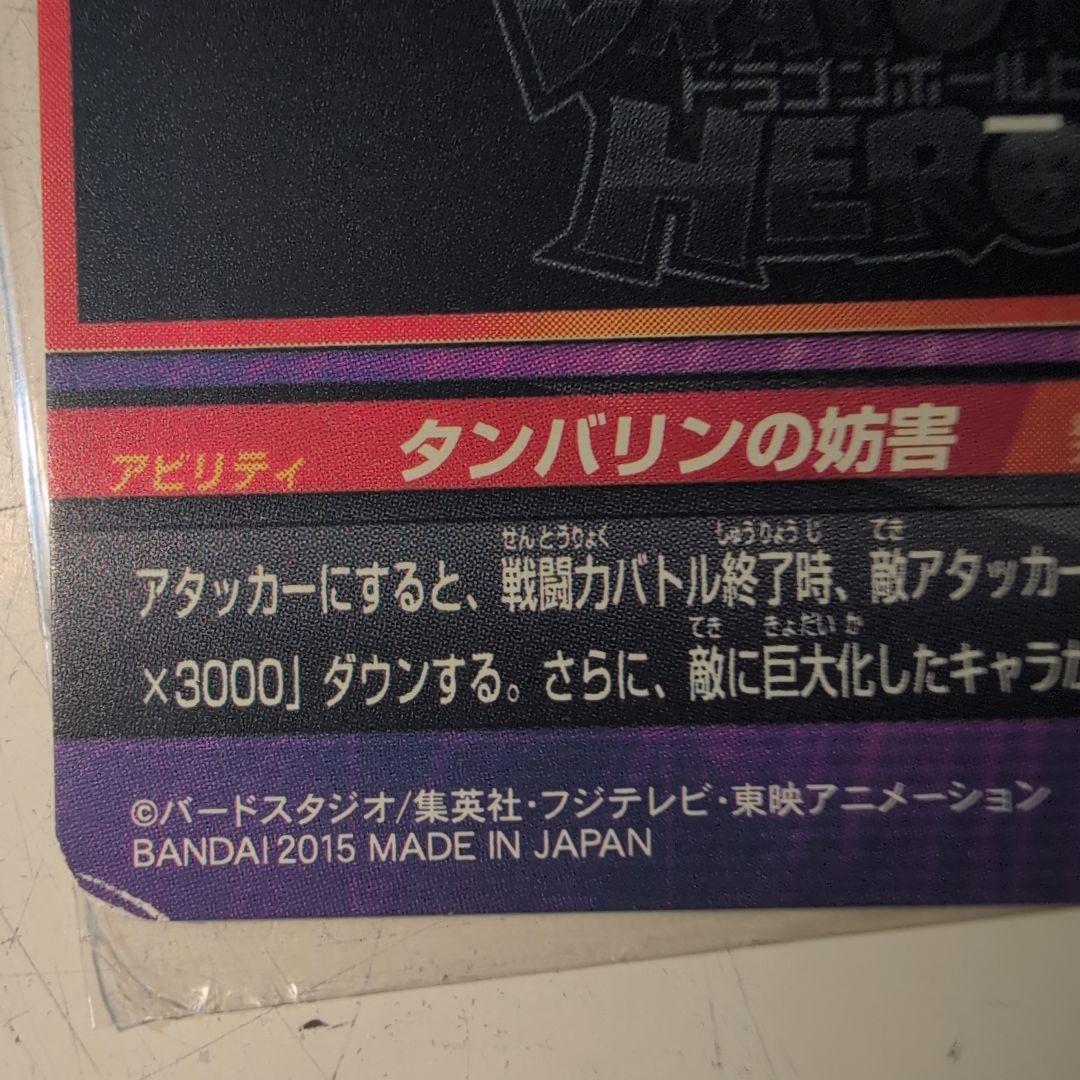 DRAGON
ドラゴンボールヒ
HERO
アビリティ タンバリンの妨害
せんとうりょく しゅうりょうじ てき
アタッカーにすると、戦闘力バトル終了時、敵アタッカー
てき きょだいか
×3000」ダウンする。さらに、敵に巨大化したキャラが
©バードスタジオ/集英社・フジテレビ・東映アニメーション
BANDAI 2015 MADE IN JAPAN